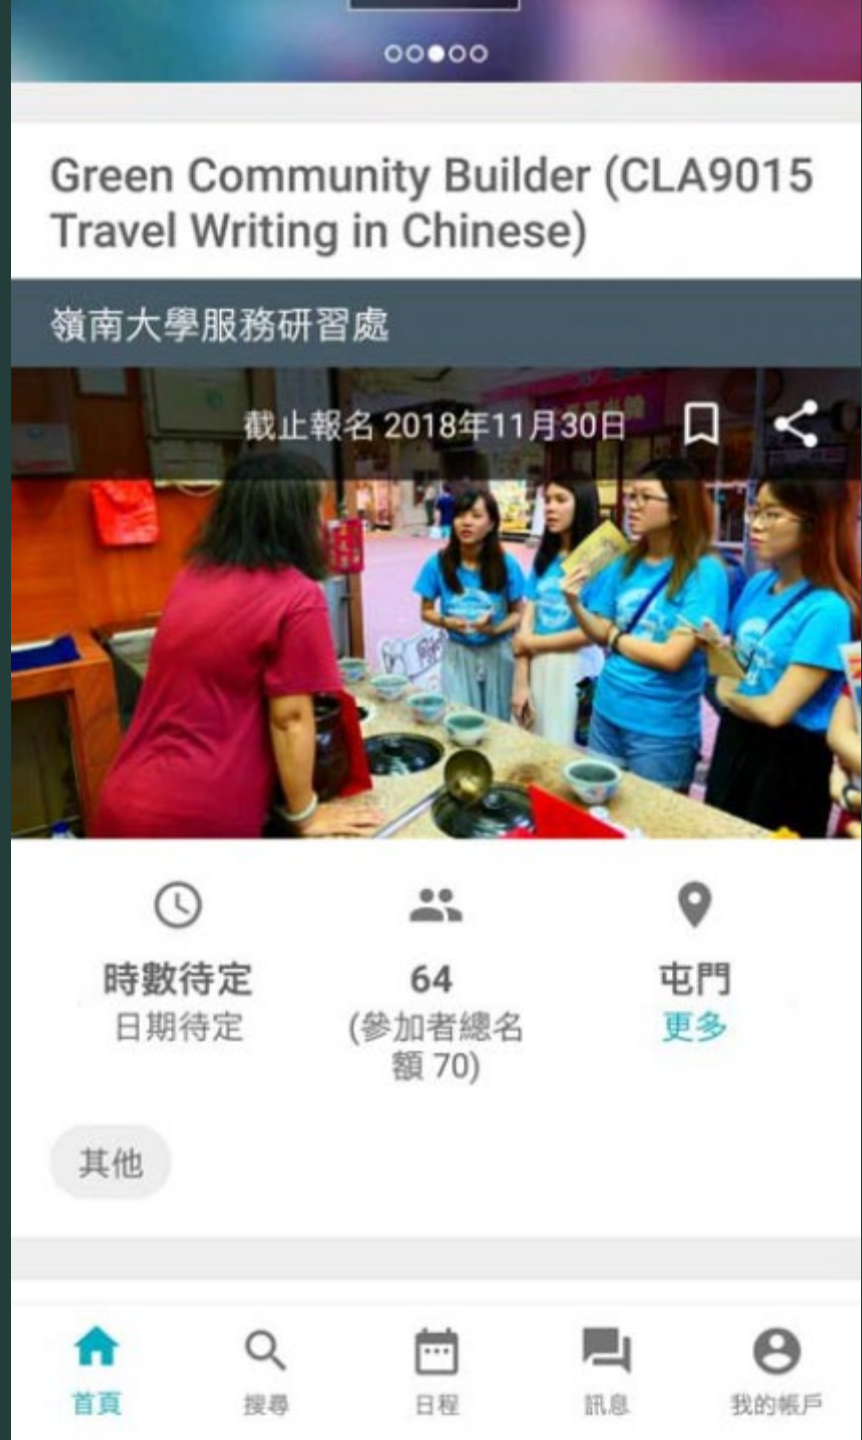 Green Community Builder (CLA9015
Travel Writing in Chinese)
嶺南大學服務研習處
截止報名 2018年11月30日
時數待定
日期待定
64
(參加者總名
額 70)
屯門
更多
其他
首頁
搜尋
日程
訊息
我的帳戶